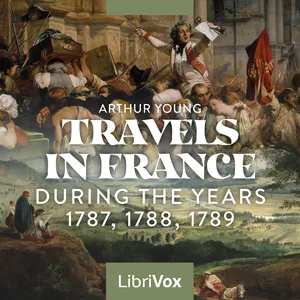 ARTHUR YOUNG
TRAVELS
IN FRANCE
DURING THE YEARS
1787, 1788, 1789
LibriVox